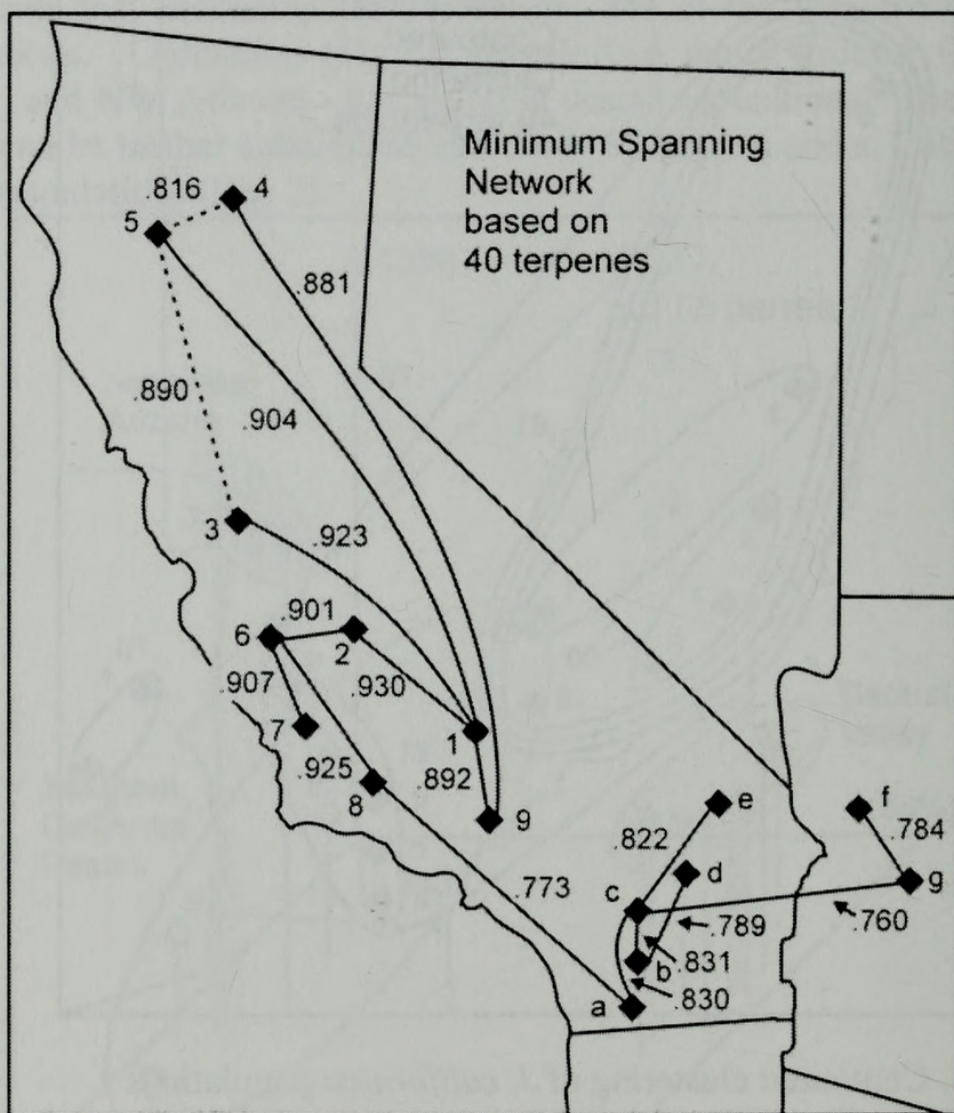 Minimum Spanning
Network
based on
40 terpenes
.816
4
5
.881
.890
.904
3
.923
.901
6
2
.907
.930
7
1
.925
.892
8
9
e
f
.822
.784
d
.773
c
g
.789
.760
.831
b
.830
a